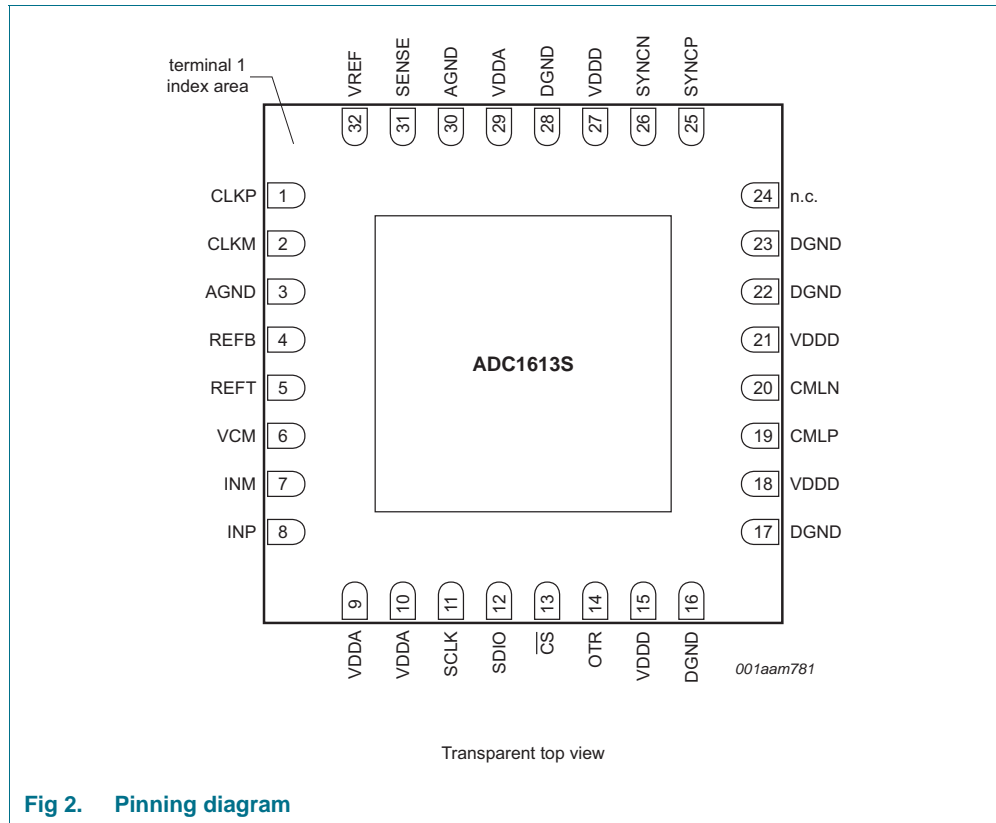 terminal 1
index area
VREF
SENSE
AGND
VDDA
DGND
VDDD
SYNCN
SYNCP
32
31
30
29
28
27
26
25
CLKP 1
CLKM 2
AGND 3
REFB 4
REFT 5
VCM 6
INM 7
INP 8
ADC1613S
24 n.c.
23 DGND
22 DGND
21 VDDD
20 CMLN
19 CMLP
18 VDDD
17 DGND
9
10
11
12
13
14
15
16
VDDA
VDDA
SCLK
SDIO
C̅S̅
OTR
VDDD
DGND
001aam781
Transparent top view
Fig 2. Pinning diagram